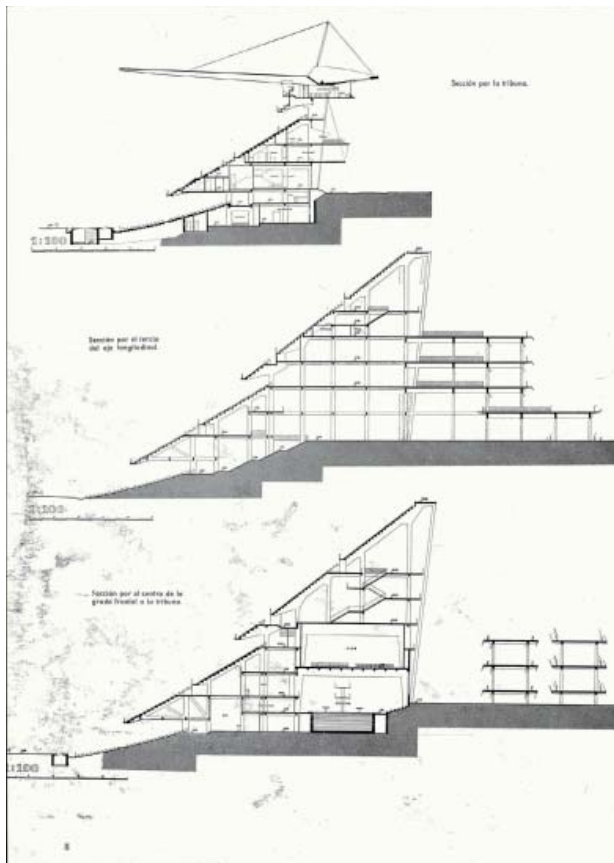 Sección por la tribuna.
1:200
Sección por el tercio
del eje longitudinal.
1:200
Sección por el centro de la
grada frontal a la tribuna.
1:200
8